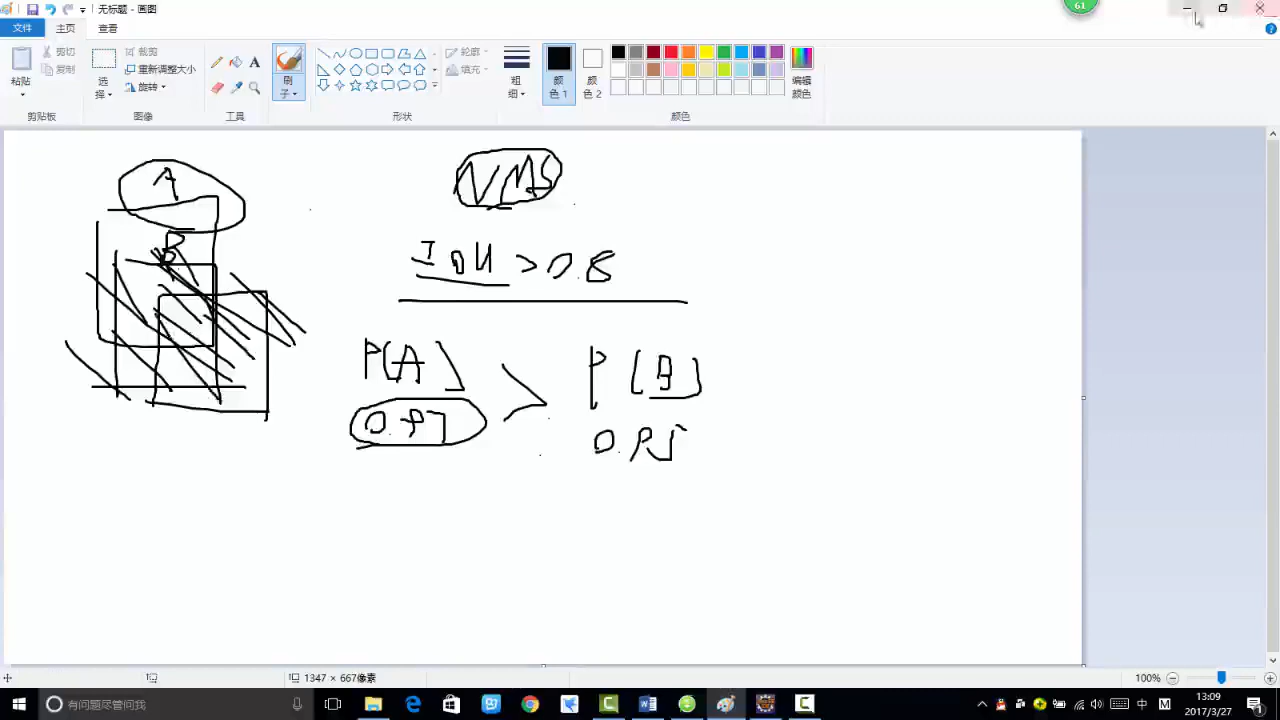 无标题 - 画图
61
文件
主页
查看
粘贴
剪切
复制
选择
裁剪
重新调整大小
旋转
刷子
轮廓
填充
粗细
颜色 1
颜色 2
编辑颜色
剪贴板
图像
工具
形状
颜色
A
NMS
B
IOU >0.8
P(A) > P(B)
0.97
0.95
1347 × 667像素
100%
有问题尽管问我
中
M
13:09
2017/3/27